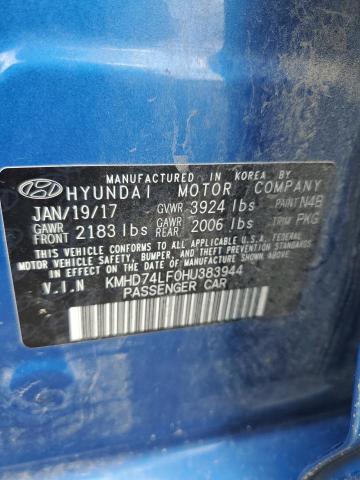 MANUFACTURED IN KOREA BY
HYUNDAI MOTOR COMPANY
JAN/19/17 GVWR 3924 lbs PAINT N4B
GAWR FRONT 2183 lbs GAWR REAR 2006 lbs TRIM PKG
THIS VEHICLE CONFORMS TO ALL APPLICABLE U.S.A. FEDERAL
MOTOR VEHICLE SAFETY, BUMPER, AND THEFT PREVENTION STANDARDS
IN EFFECT ON THE DATE OF MANUFACTURE SHOWN ABOVE.
V.I.N KMHD74LF0HU383944
PASSENGER CAR